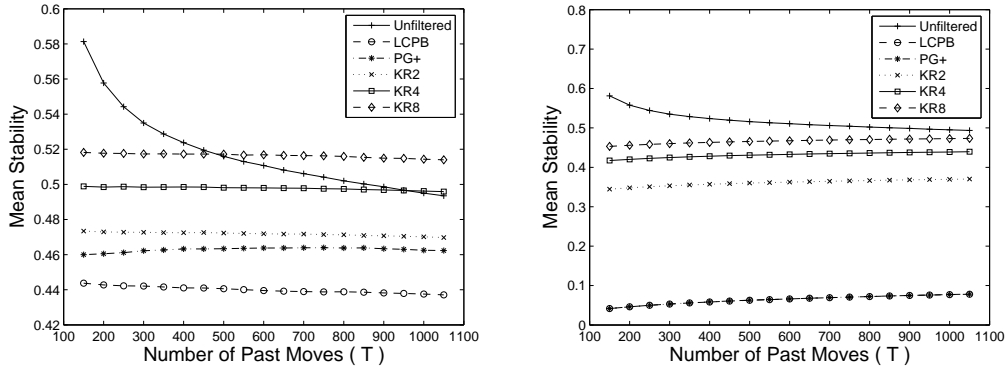 0.6
0.58
0.56
0.54
0.52
0.5
0.48
0.46
0.44
0.42
100 200 300 400 500 600 700 800 900 1000 1100
Mean Stability
Number of Past Moves ( T )
Unfiltered
LCPB
PG+
KR2
KR4
KR8
0.8
0.7
0.6
0.5
0.4
0.3
0.2
0.1
0
100 200 300 400 500 600 700 800 900 1000 1100
Mean Stability
Number of Past Moves ( T )
Unfiltered
LCPB
PG+
KR2
KR4
KR8